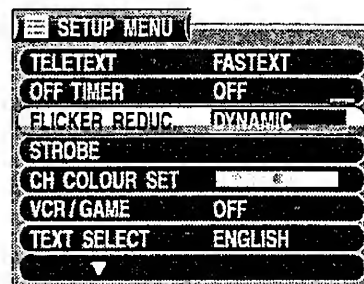 SETUP MENU
TELETEXT FASTEXT
OFF TIMER OFF
FLICKER REDUC. DYNAMIC
STROBE
CH COLOUR SET
VCR/GAME OFF
TEXT SELECT ENGLISH